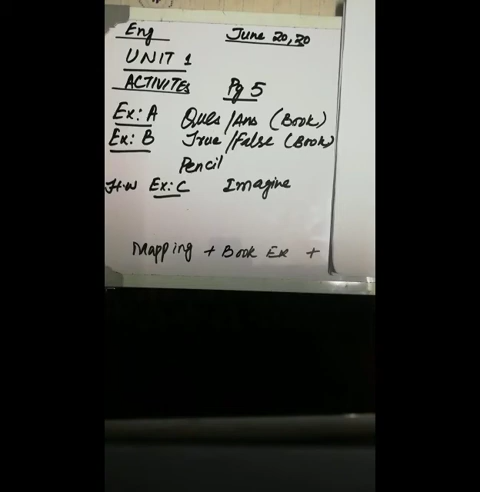 Eng June 20,20
UNIT 1
ACTIVITES Pg 5
Ex: A Ques/Ans (Book)
Ex: B True/False (Book)
Pencil
H.W Ex: C Imagine
Mapping + Book Ex +